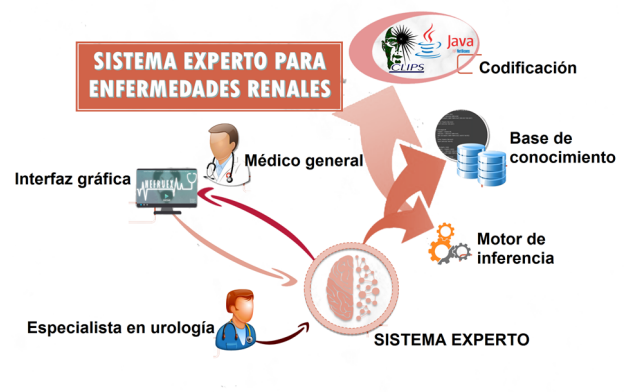 SISTEMA EXPERTO PARA
ENFERMEDADES RENALES
CLIPS
Java
Codificación
Base de
conocimiento
Médico general
Interfaz gráfica
Motor de
inferencia
Especialista en urología
SISTEMA EXPERTO